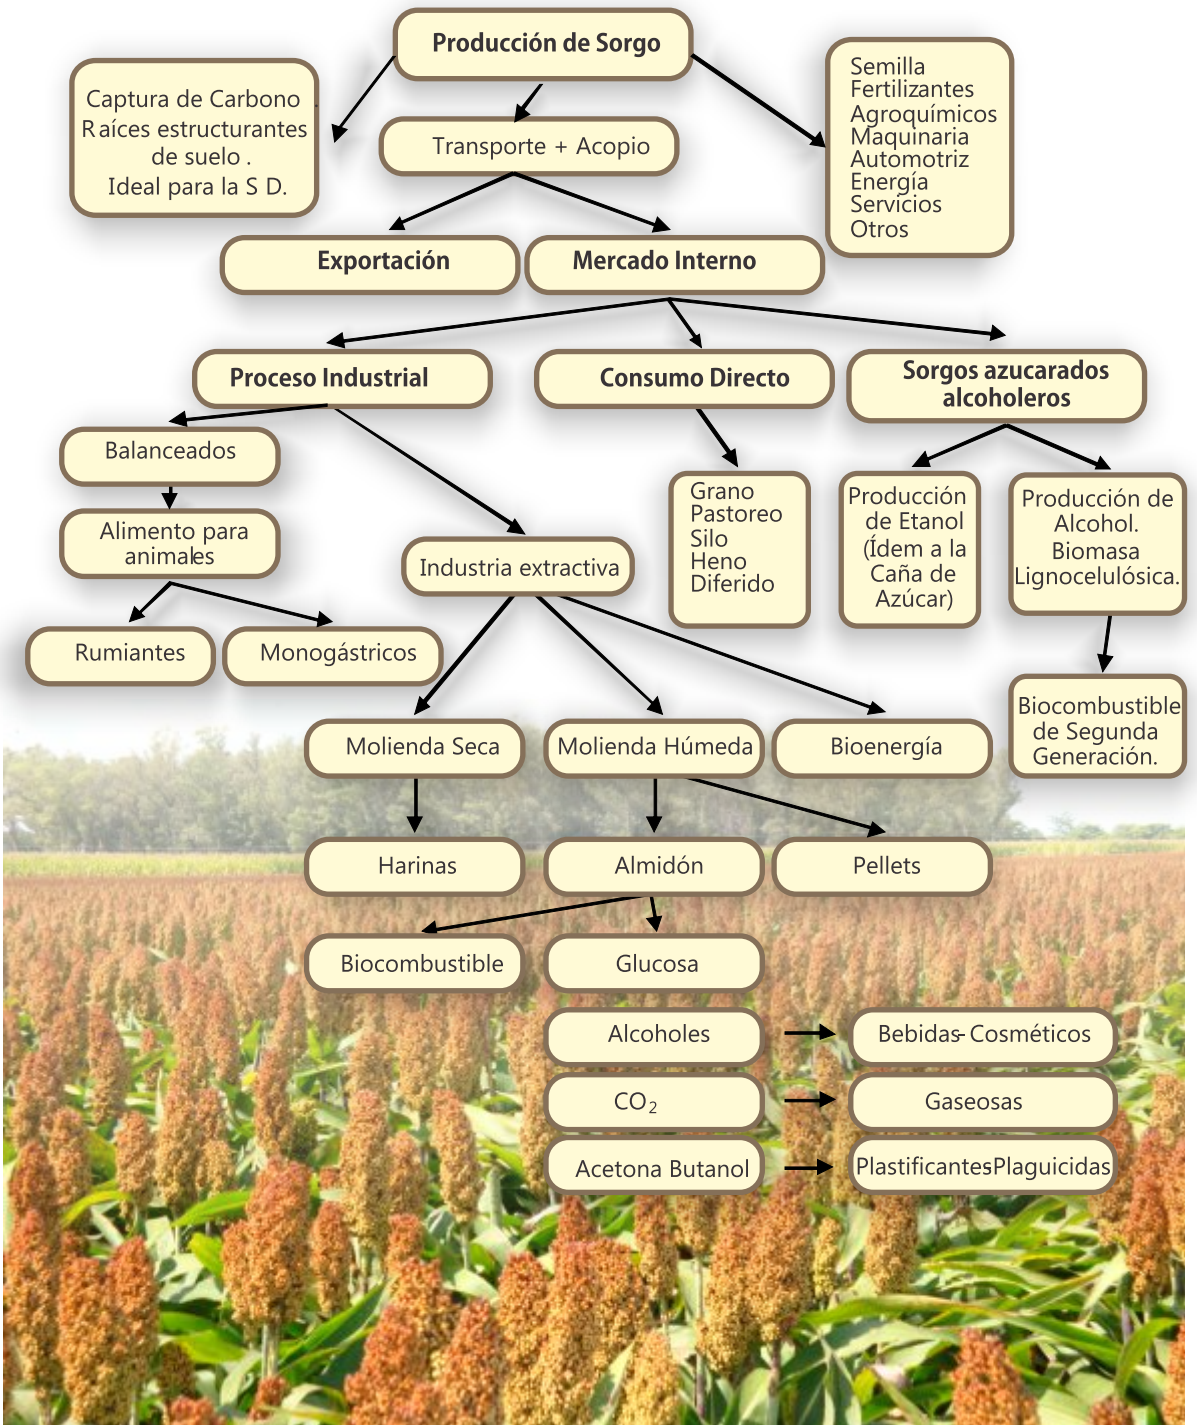 Producción de Sorgo
Captura de Carbono .
Raíces estructurantes
de suelo .
Ideal para la S D.
Transporte + Acopio
Semilla
Fertilizantes
Agroquímicos
Maquinaria
Automotriz
Energía
Servicios
Otros
Exportación
Mercado Interno
Proceso Industrial
Consumo Directo
Sorgos azucarados
alcoholeros
Balanceados
Alimento para
animales
Rumiantes
Monogástricos
Industria extractiva
Grano
Pastoreo
Silo
Heno
Diferido
Producción
de Etanol
(Ídem a la
Caña de
Azúcar)
Producción de
Alcohol.
Biomasa
Lignocelulósica.
Biocombustible
de Segunda
Generación.
Molienda Seca
Molienda Húmeda
Bioenergía
Harinas
Almidón
Pellets
Biocombustible
Glucosa
Alcoholes
Bebidas-Cosméticos
CO₂
Gaseosas
Acetona Butanol
Plastificantes-Plaguicidas